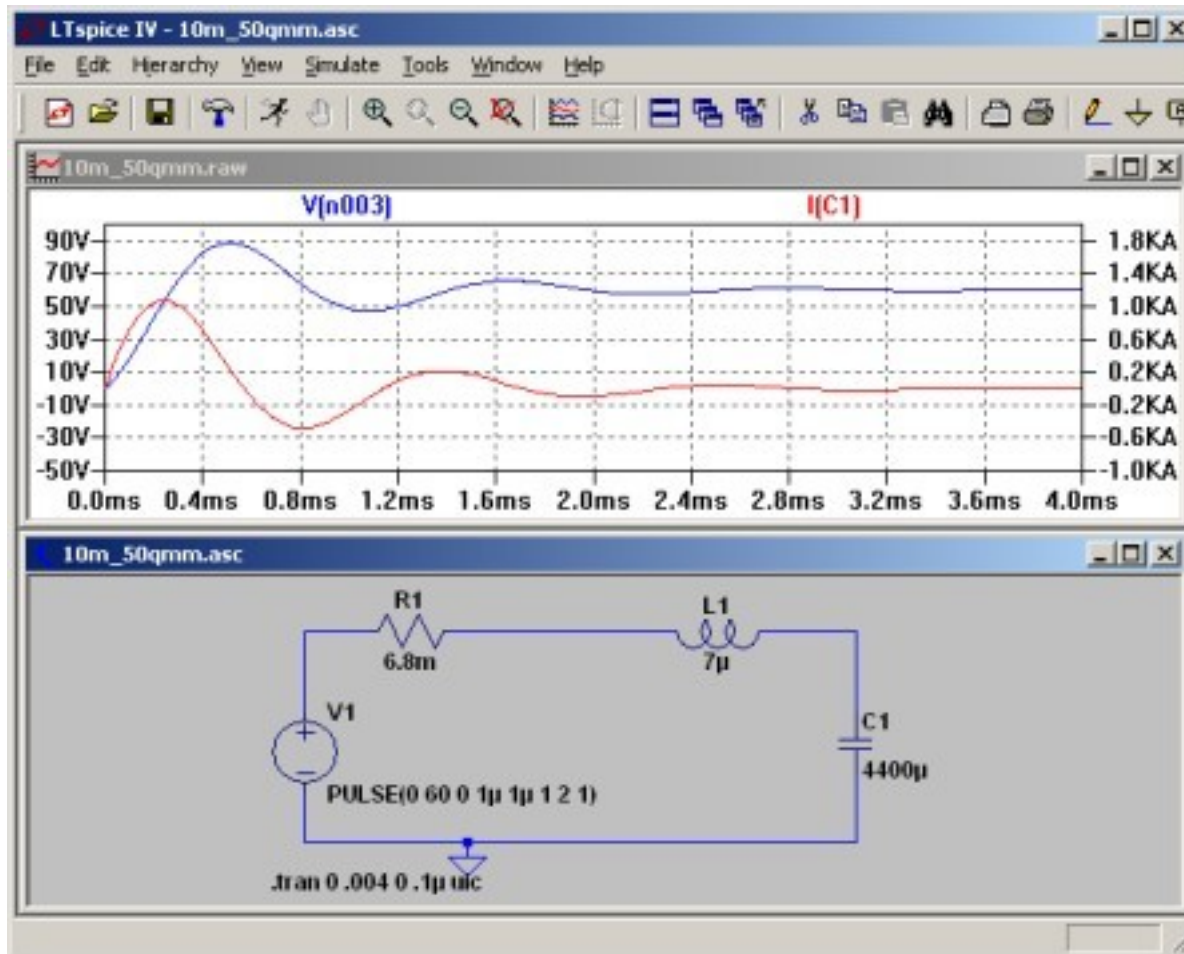 LTspice IV - 10m_50qmm.asc
File Edit Hierarchy View Simulate Tools Window Help
10m_50qmm.raw
V(n003) I(C1)
90V 1.8KA
70V 1.4KA
50V 1.0KA
30V 0.6KA
10V 0.2KA
-10V -0.2KA
-30V -0.6KA
-50V -1.0KA
0.0ms 0.4ms 0.8ms 1.2ms 1.6ms 2.0ms 2.4ms 2.8ms 3.2ms 3.6ms 4.0ms
10m_50qmm.asc
R1
6.8m
L1
7µ
V1
PULSE(0 60 0 1µ 1µ 1 2 1)
C1
4400µ
.tran 0 .004 0 .1µ uic